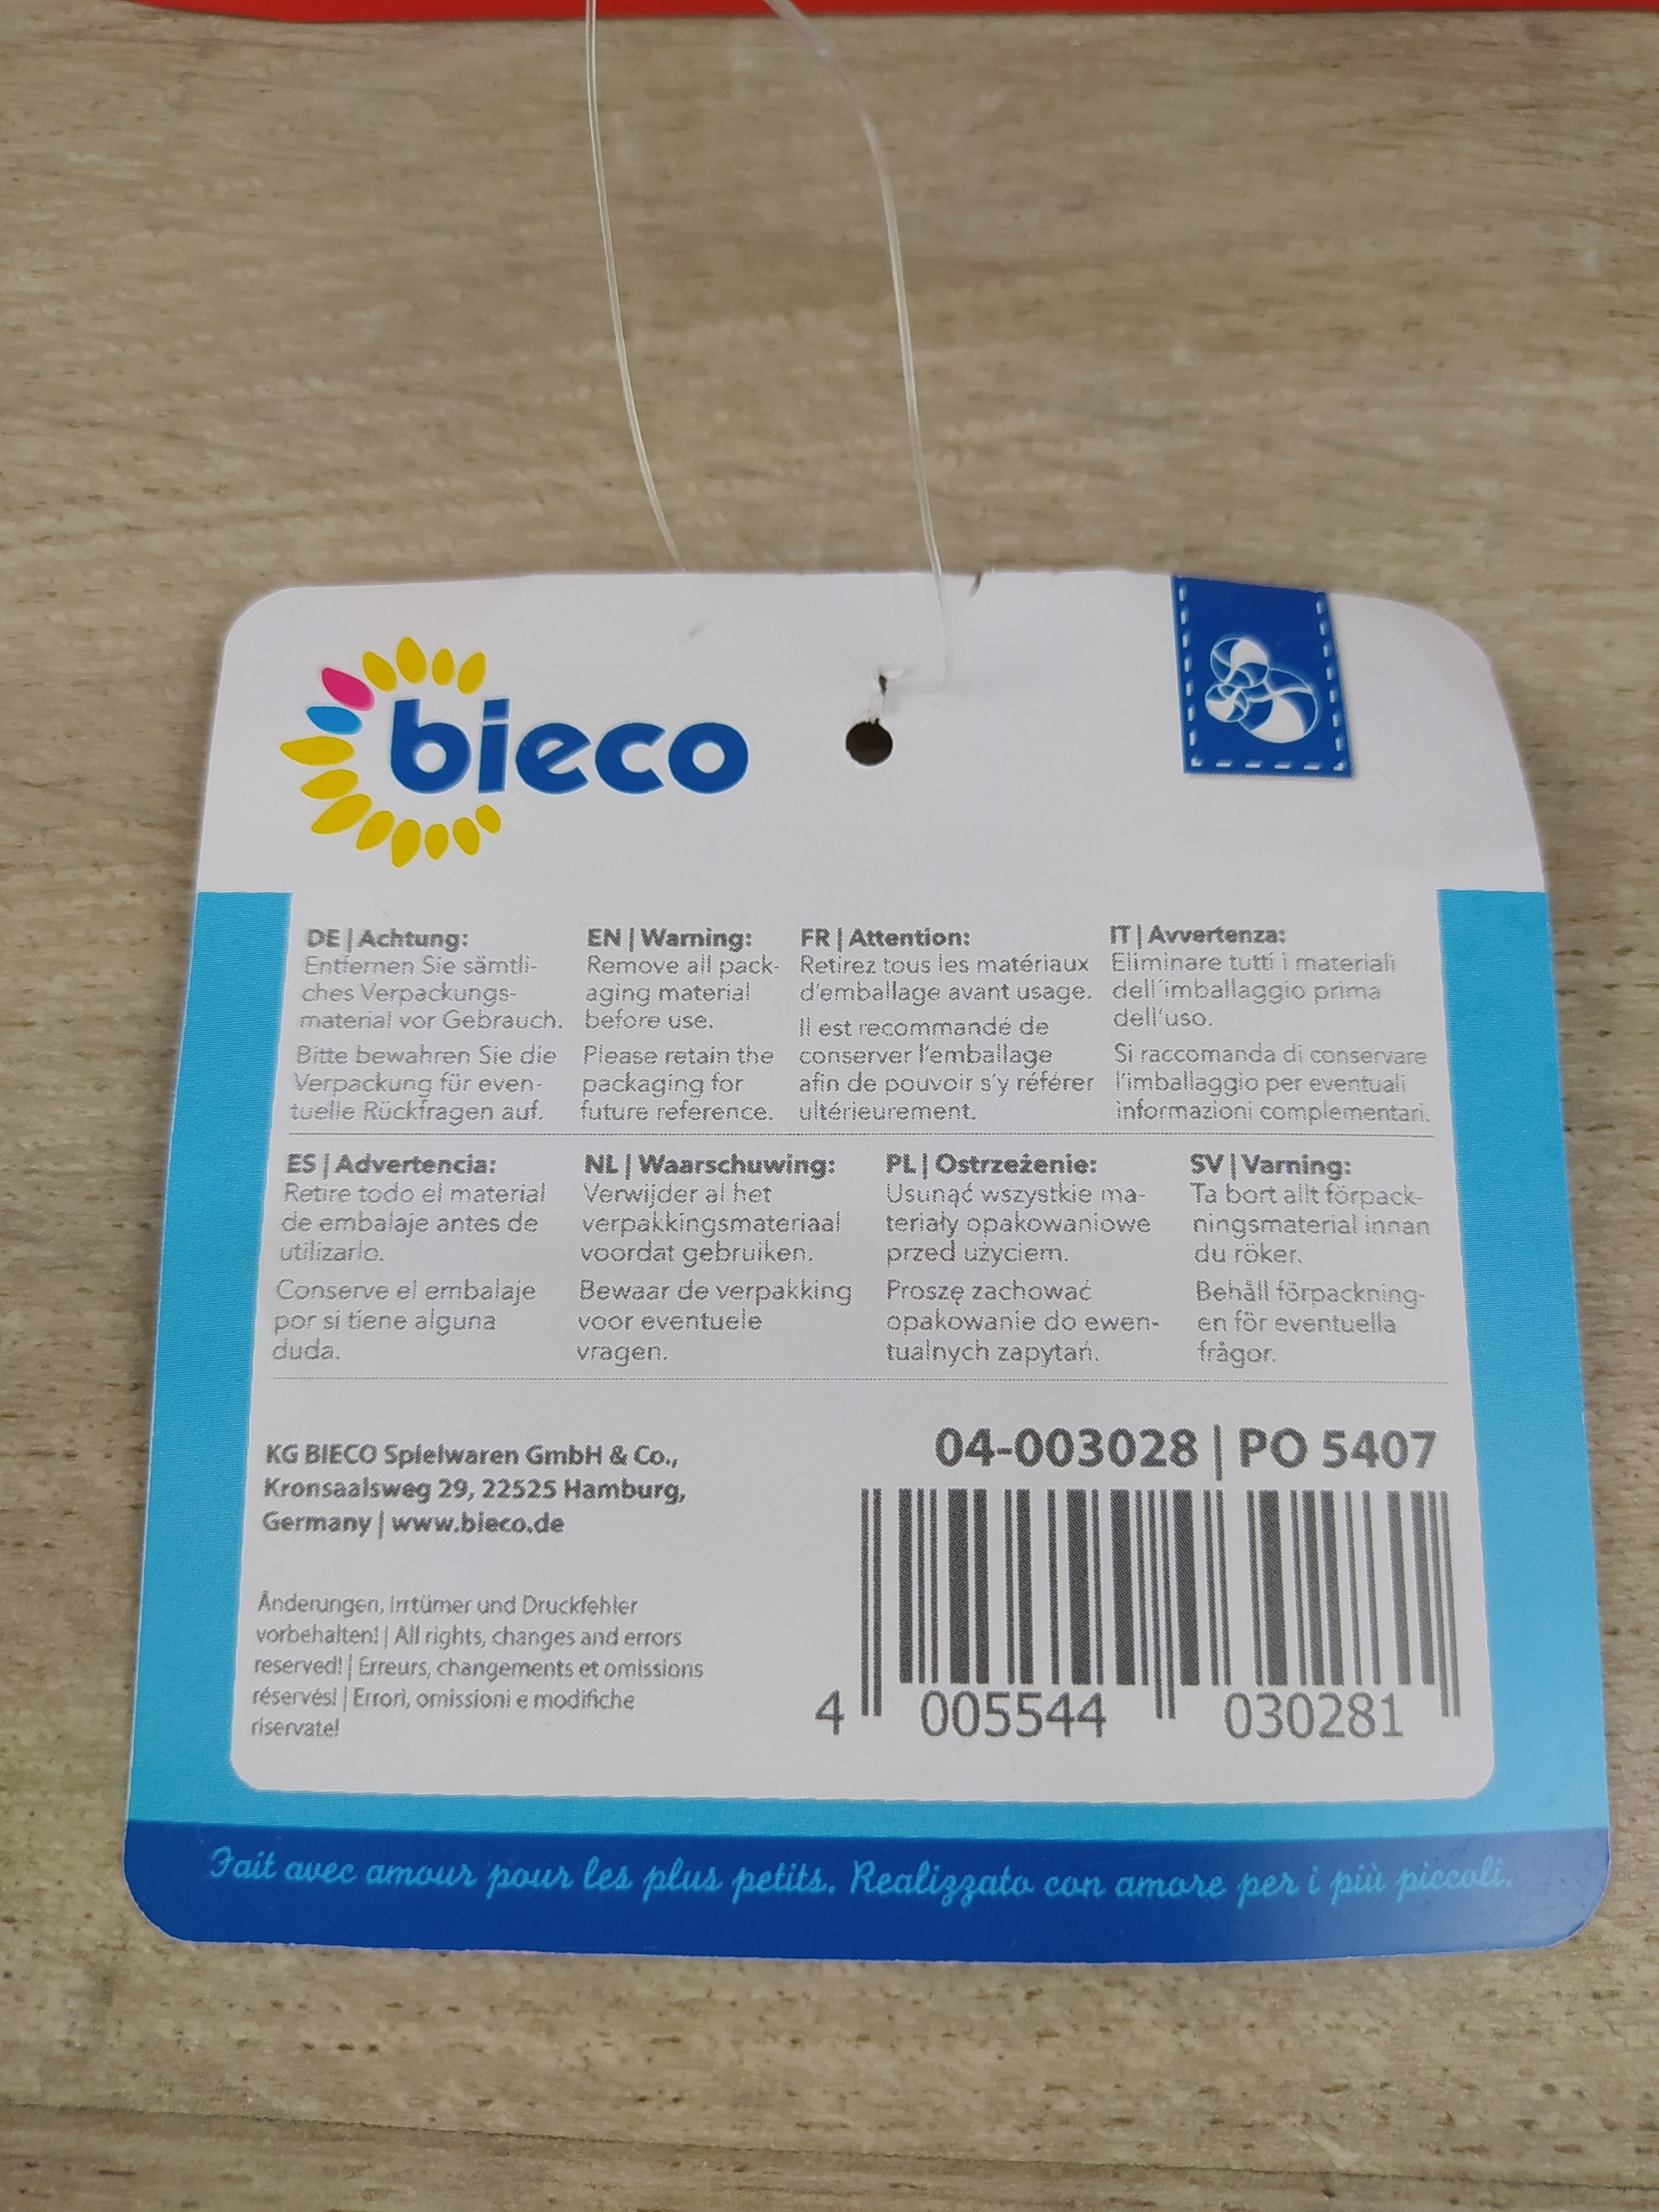 bieco
DE | Achtung:
Entfernen Sie sämtli-
ches Verpackungs-
material vor Gebrauch.
Bitte bewahren Sie die
Verpackung für even-
tuelle Rückfragen auf.
EN | Warning:
Remove all pack-
aging material
before use.
Please retain the
packaging for
future reference.
FR | Attention:
Retirez tous les matériaux
d'emballage avant usage.
Il est recommandé de
conserver l'emballage
afin de pouvoir s'y référer
ultérieurement.
IT | Avvertenza:
Eliminare tutti i materiali
dell'imballaggio prima
dell'uso.
Si raccomanda di conservare
l'imballaggio per eventuali
informazioni complementari.
ES | Advertencia:
Retire todo el material
de embalaje antes de
utilizarlo.
Conserve el embalaje
por si tiene alguna
duda.
NL | Waarschuwing:
Verwijder al het
verpakkingsmateriaal
voordat gebruiken.
Bewaar de verpakking
voor eventuele
vragen.
PL | Ostrzeżenie:
Usunąć wszystkie ma-
teriały opakowaniowe
przed użyciem.
Proszę zachować
opakowanie do ewen-
tualnych zapytań.
SV | Varning:
Ta bort allt förpack-
ningsmaterial innan
du röker.
Behåll förpackning-
en för eventuella
frågor.
KG BIECO Spielwaren GmbH & Co.,
Kronsaalsweg 29, 22525 Hamburg,
Germany | www.bieco.de
Änderungen, Irrtümer und Druckfehler
vorbehalten! | All rights, changes and errors
reserved! | Erreurs, changements et omissions
réservés! | Errori, omissioni e modifiche
riservate!
04-003028 | PO 5407
4 005544 030281
Fait avec amour pour les plus petits. Realizzato con amore per i più piccoli.